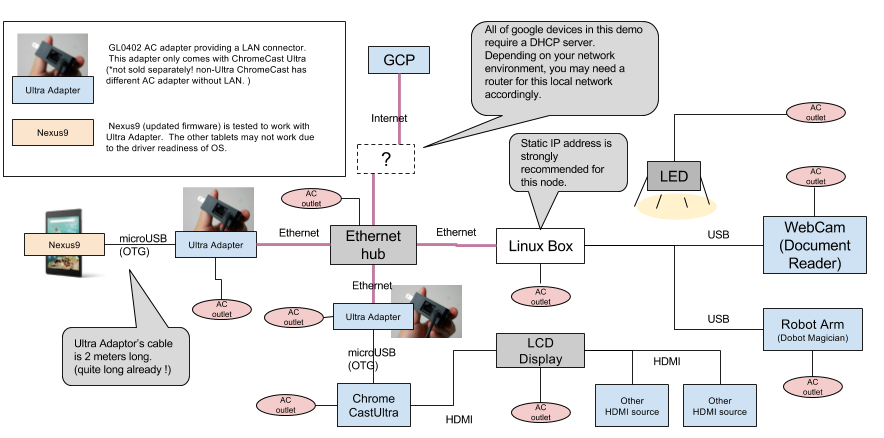 GL0402 AC adapter providing a LAN connector.
This adapter only comes with ChromeCast Ultra
(*not sold separately! non-Ultra ChromeCast has
different AC adapter without LAN. )
Ultra Adapter
Nexus9
Nexus9 (updated firmware) is tested to work with
Ultra Adapter. The other tablets may not work due
to the driver readiness of OS.
GCP
Internet
?
All of google devices in this demo
require a DHCP server.
Depending on your network
environment, you may need a
router for this local network
accordingly.
Static IP address is
strongly
recommended for
this node.
AC
outlet
LED
AC
outlet
AC
outlet
Nexus9
microUSB
(OTG)
Ultra Adapter
Ethernet
Ethernet
hub
Ethernet
Linux Box
USB
WebCam
(Document
Reader)
AC
outlet
Ethernet
AC
outlet
AC
outlet
Ultra Adapter
USB
Robot Arm
(Dobot Magician)
Ultra Adaptor's cable
is 2 meters long.
(quite long already !)
microUSB
(OTG)
LCD
Display
HDMI
AC
outlet
AC
outlet
Chrome
CastUltra
HDMI
AC
outlet
Other
HDMI source
Other
HDMI source